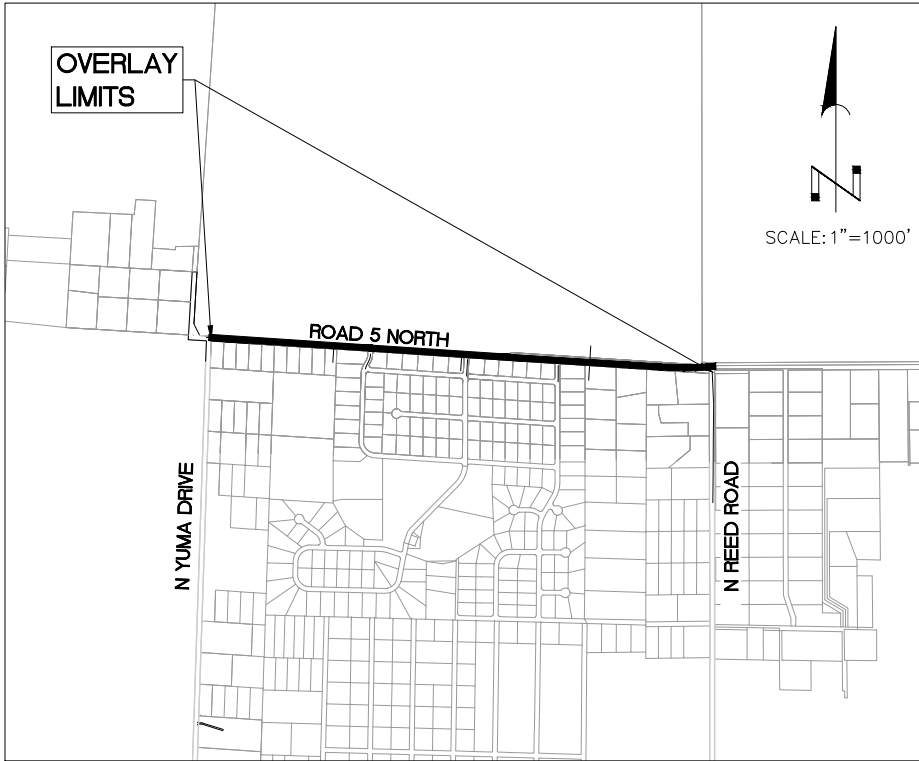 OVERLAY
LIMITS
N
SCALE: 1"=1000'
ROAD 5 NORTH
N YUMA DRIVE
N REED ROAD